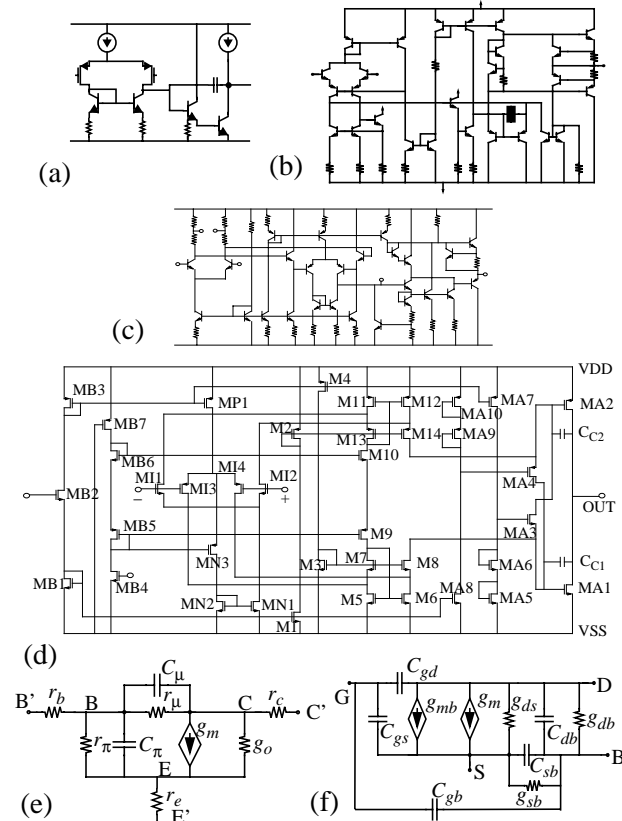 (a)
(b)
(c)
VDD
MB3 MB7 MP1 M4 M11 M12 MA10 MA7 MA2
M2 M13 M14 MA9 C_C2
MB6 MI4 M10
MI1 MI3 MI2 MA4
MB2 − + OUT
MB5 M9 MA3
MN3 M3 M7 M8 MA6 C_C1
MB1 MB4 MN2 MN1 M5 M6 MA8 MA5 MA1
M1
VSS
(d)
C_μ
B' r_b B r_μ g_m C r_c C'
r_π C_π g_o
E
r_e
E'
(e)
G C_gd D
C_gs g_mb g_m g_ds C_db g_db
B
S C_sb
g_sb
C_gb
(f)